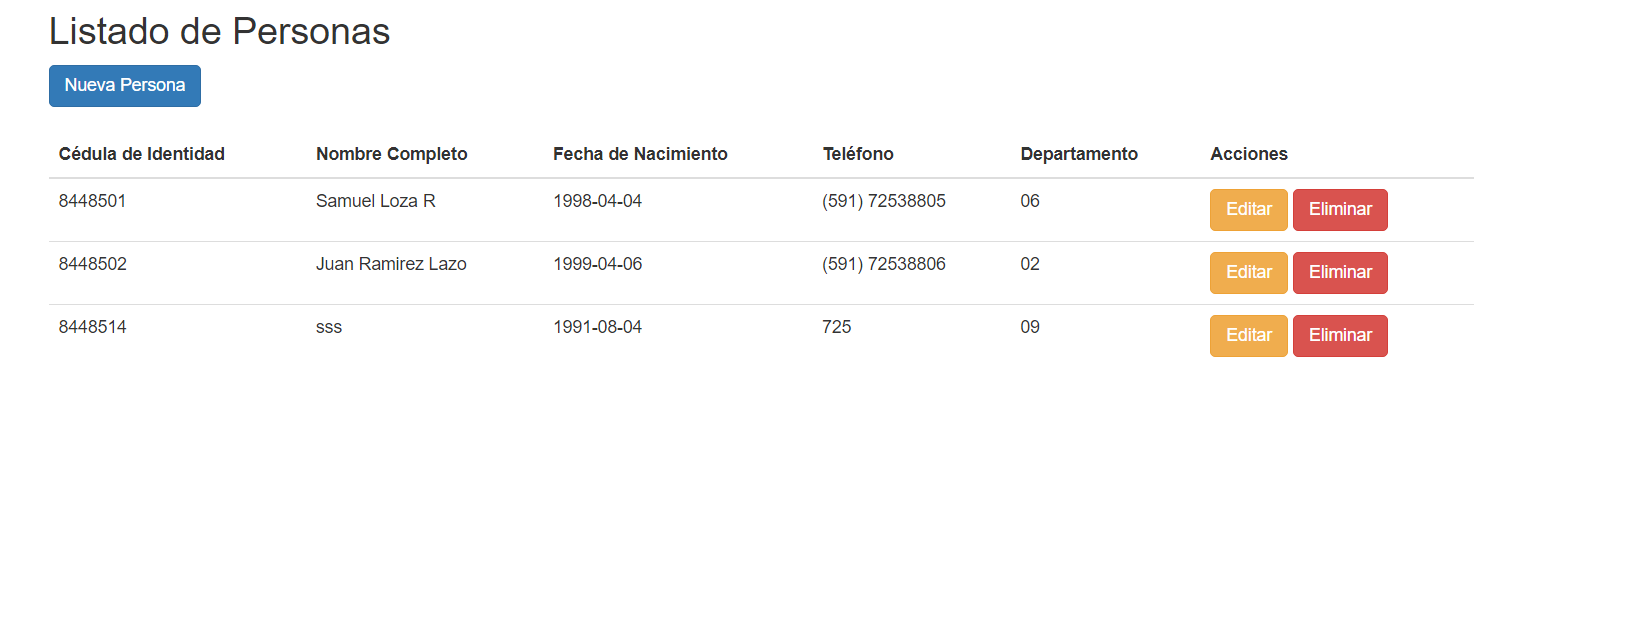 Listado de Personas
Nueva Persona
Cédula de Identidad Nombre Completo Fecha de Nacimiento Teléfono Departamento Acciones
8448501 Samuel Loza R 1998-04-04 (591) 72538805 06 Editar Eliminar
8448502 Juan Ramirez Lazo 1999-04-06 (591) 72538806 02 Editar Eliminar
8448514 sss 1991-08-04 725 09 Editar Eliminar